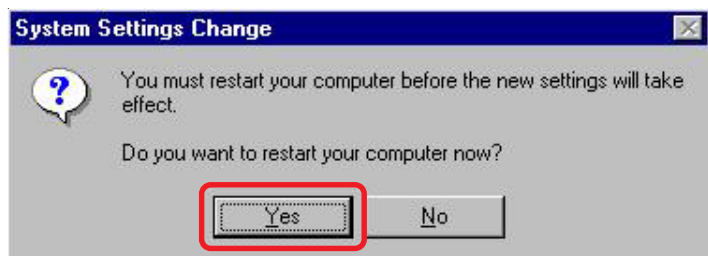 System Settings Change
You must restart your computer before the new settings will take
effect.
Do you want to restart your computer now?
Yes No